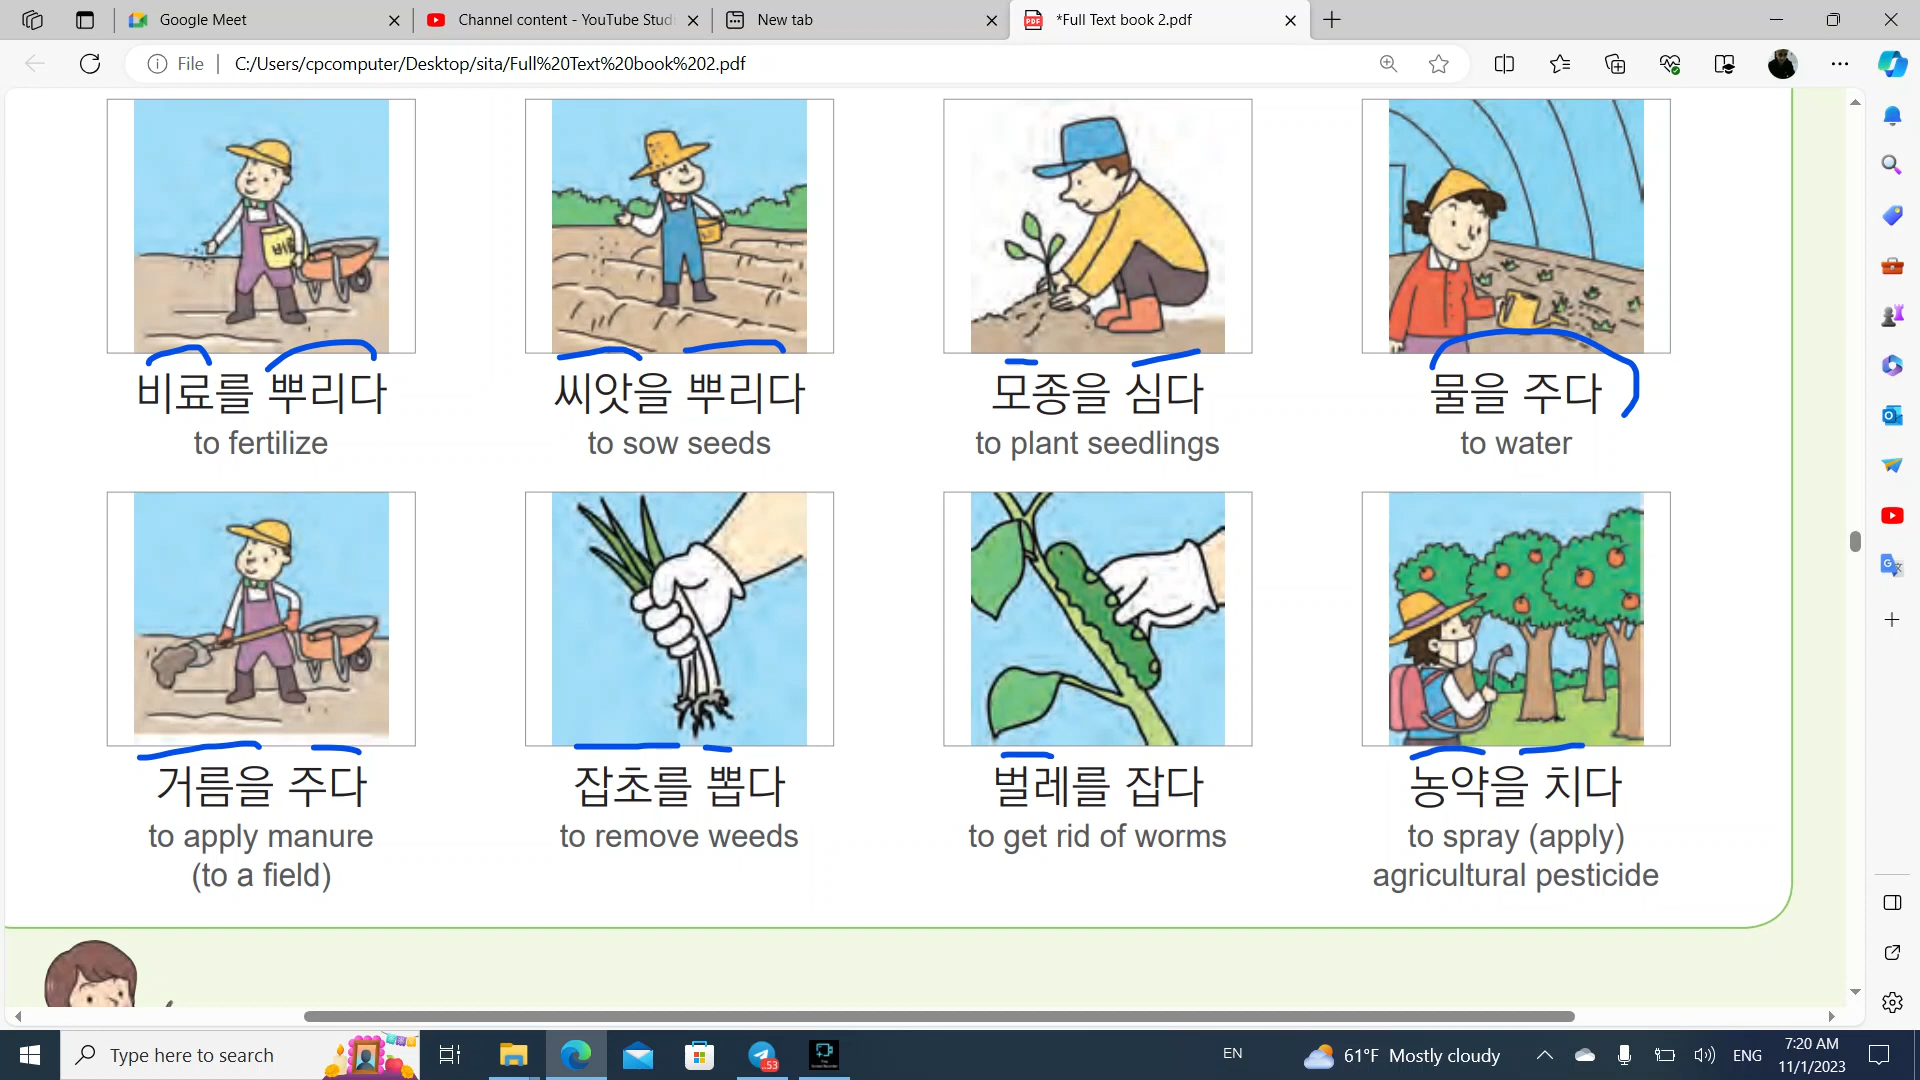 Google Meet
Channel content - YouTube Stud
New tab
*Full Text book 2.pdf
File
C:/Users/cpcomputer/Desktop/sita/Full%20Text%20book%202.pdf
비료를 뿌리다
씨앗을 뿌리다
모종을 심다
물을 주다
to fertilize
to sow seeds
to plant seedlings
to water
거름을 주다
잡초를 뽑다
벌레를 잡다
농약을 치다
to apply manure
(to a field)
to remove weeds
to get rid of worms
to spray (apply)
agricultural pesticide
Type here to search
.53
EN
61°F Mostly cloudy
ENG
7:20 AM
11/1/2023